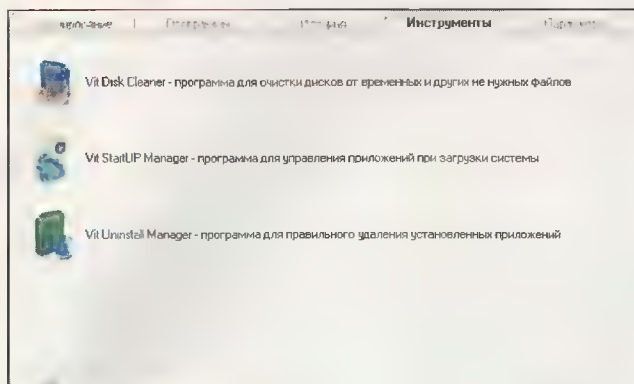 Инструменты
Vit Disk Cleaner - программа для очистки дисков от временных и других не нужных файлов
Vit StartUP Manager - программа для управления приложений при загрузки системы
Vit Uninstall Manager - программа для правильного удаления установленных приложений